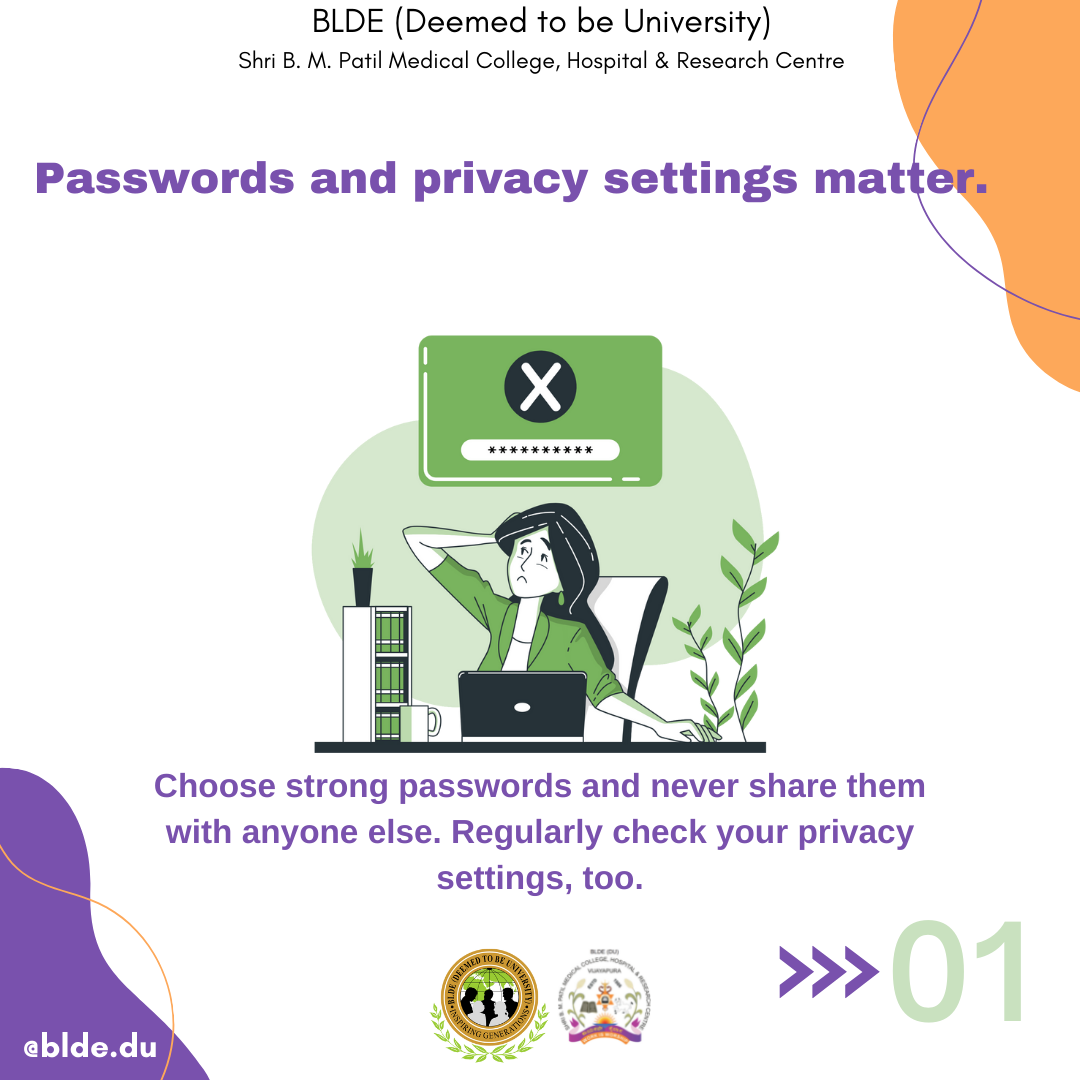 BLDE (Deemed to be University)
Shri B. M. Patil Medical College, Hospital & Research Centre
Passwords and privacy settings matter.
X
**********
Choose strong passwords and never share them
with anyone else. Regularly check your privacy
settings, too.
01
BLDE (DEEMED TO BE UNIVERSITY)
INSPIRING GENERATIONS
BLDE (DU)
SHRI B. M. PATIL MEDICAL COLLEGE, HOSPITAL & RESEARCH CENTRE
VIJAYAPURA
@blde.du